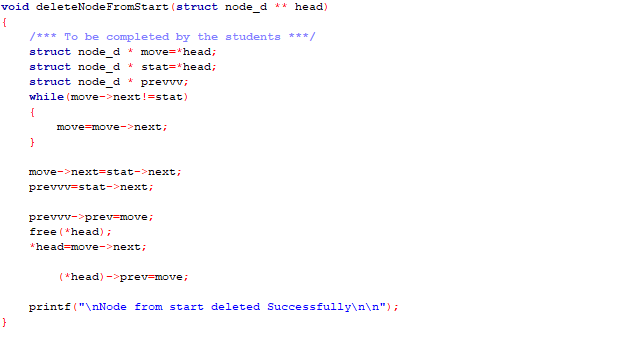 void deleteNodeFromStart(struct node_d ** head)
{
    /*** To be completed by the students ***/
    struct node_d * move=*head;
    struct node_d * stat=*head;
    struct node_d * prevvv;
    while(move->next!=stat)
    {
        move=move->next;
    }
    move->next=stat->next;
    prevvv=stat->next;
    prevvv->prev=move;
    free(*head);
    *head=move->next;
        (*head)->prev=move;
    printf("\nNode from start deleted Successfully\n\n");
}